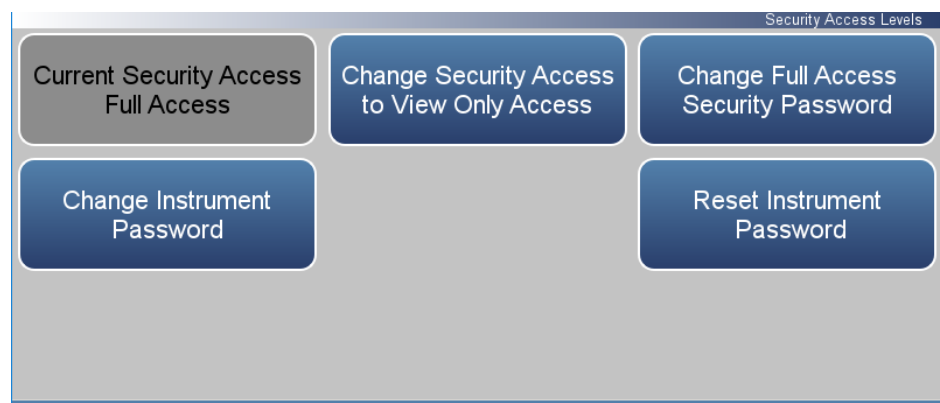 Security Access Levels
Current Security Access
Full Access
Change Security Access
to View Only Access
Change Full Access
Security Password
Change Instrument
Password
Reset Instrument
Password